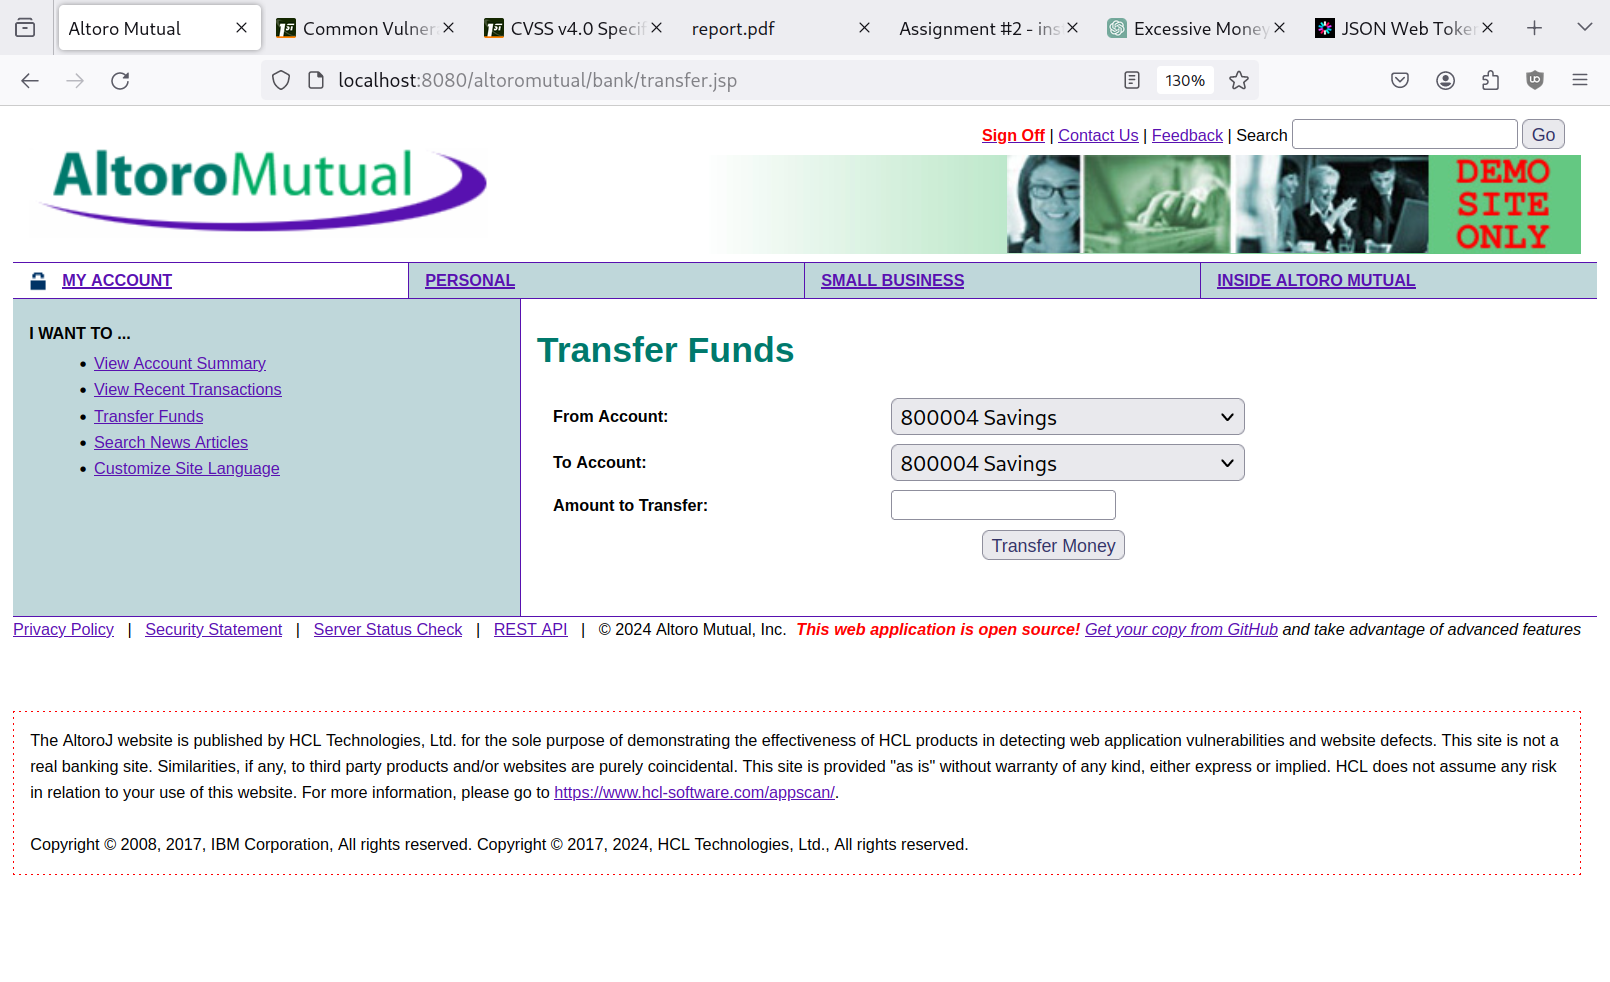 Altoro Mutual
Common Vulner
CVSS v4.0 Specif
report.pdf
Assignment #2 - ins
Excessive Money
JSON Web Toke
localhost:8080/altoromutual/bank/transfer.jsp
130%
Sign Off | Contact Us | Feedback | Search
Go
AltoroMutual
DEMO
SITE
ONLY
MY ACCOUNT
PERSONAL
SMALL BUSINESS
INSIDE ALTORO MUTUAL
I WANT TO ...
• View Account Summary
• View Recent Transactions
• Transfer Funds
• Search News Articles
• Customize Site Language
Transfer Funds
From Account: 800004 Savings
To Account: 800004 Savings
Amount to Transfer:
Transfer Money
Privacy Policy | Security Statement | Server Status Check | REST API | © 2024 Altoro Mutual, Inc. This web application is open source! Get your copy from GitHub and take advantage of advanced features
The AltoroJ website is published by HCL Technologies, Ltd. for the sole purpose of demonstrating the effectiveness of HCL products in detecting web application vulnerabilities and website defects. This site is not a
real banking site. Similarities, if any, to third party products and/or websites are purely coincidental. This site is provided "as is" without warranty of any kind, either express or implied. HCL does not assume any risk
in relation to your use of this website. For more information, please go to https://www.hcl-software.com/appscan/.
Copyright © 2008, 2017, IBM Corporation, All rights reserved. Copyright © 2017, 2024, HCL Technologies, Ltd., All rights reserved.